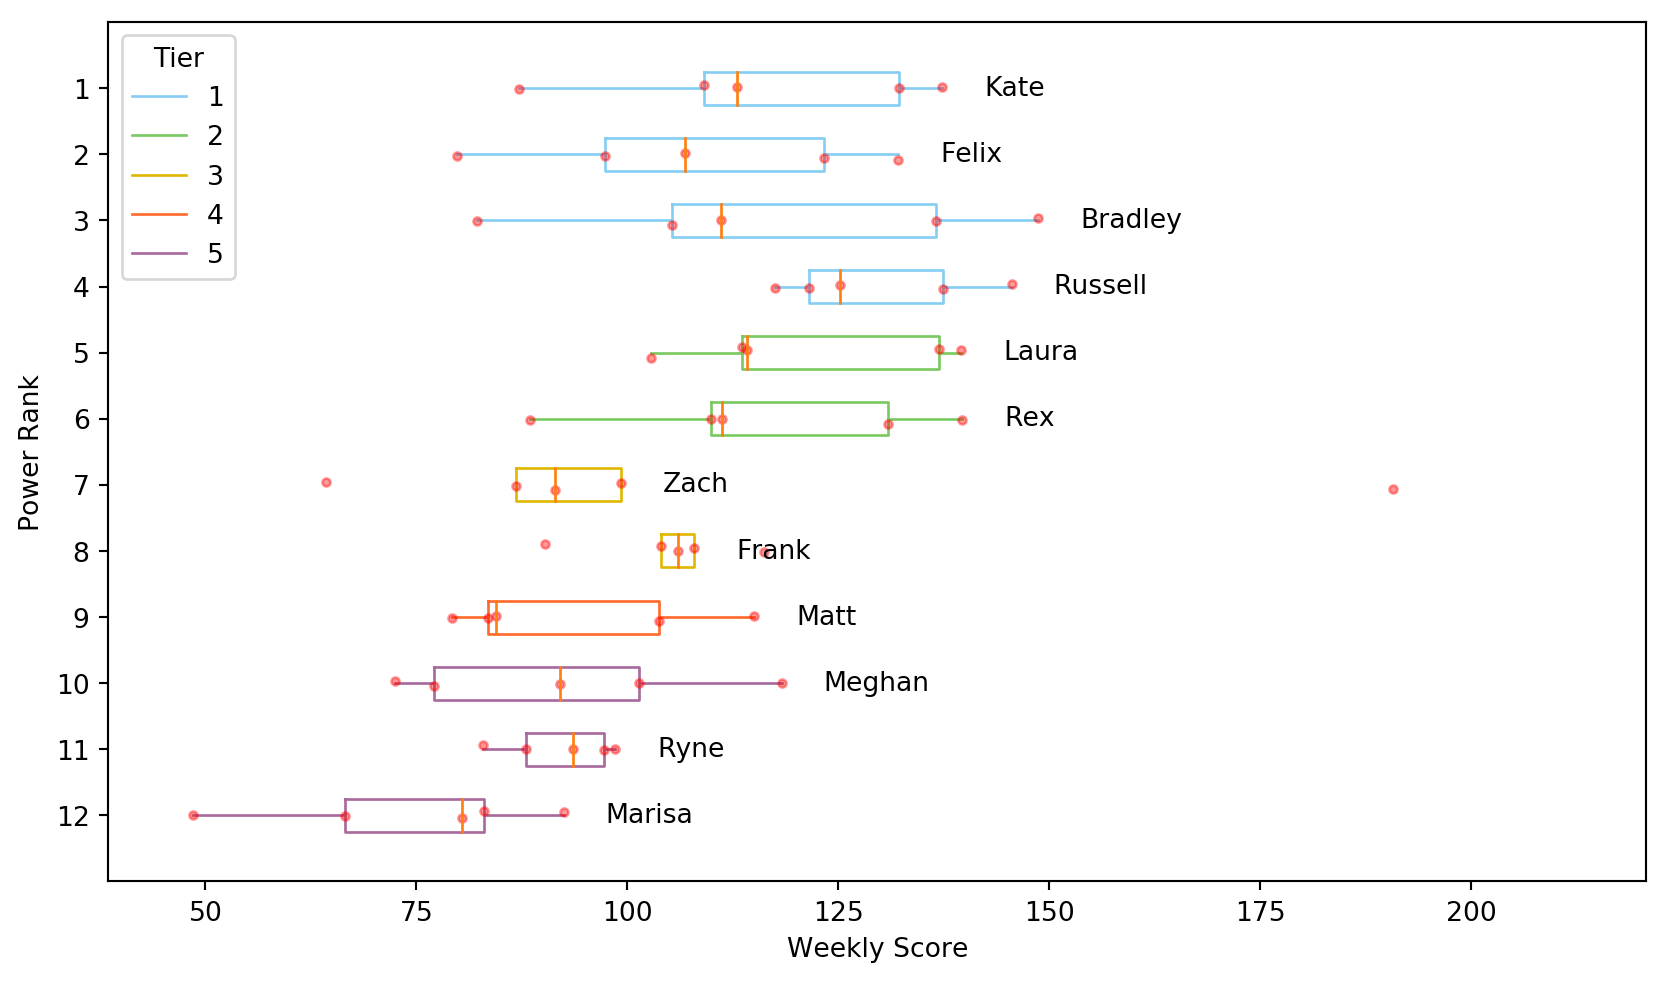 Tier
1
2
3
4
5
Power Rank
1 Kate
2 Felix
3 Bradley
4 Russell
5 Laura
6 Rex
7 Zach
8 Frank
9 Matt
10 Meghan
11 Ryne
12 Marisa
50 75 100 125 150 175 200
Weekly Score